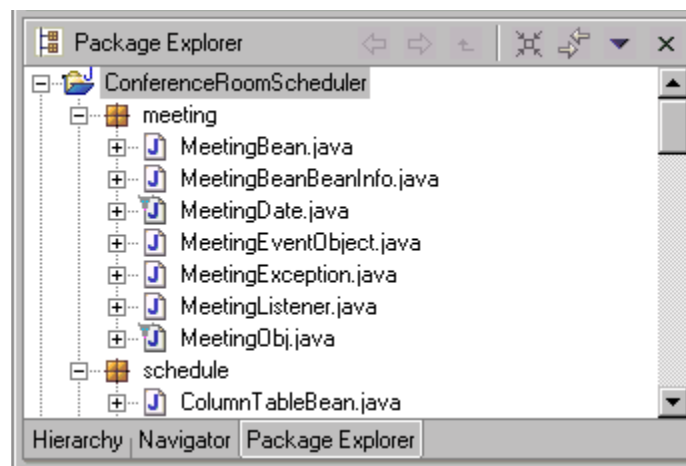 Package Explorer
ConferenceRoomScheduler
meeting
MeetingBean.java
MeetingBeanBeanInfo.java
MeetingDate.java
MeetingEventObject.java
MeetingException.java
MeetingListener.java
MeetingObj.java
schedule
ColumnTableBean.java
Hierarchy Navigator Package Explorer